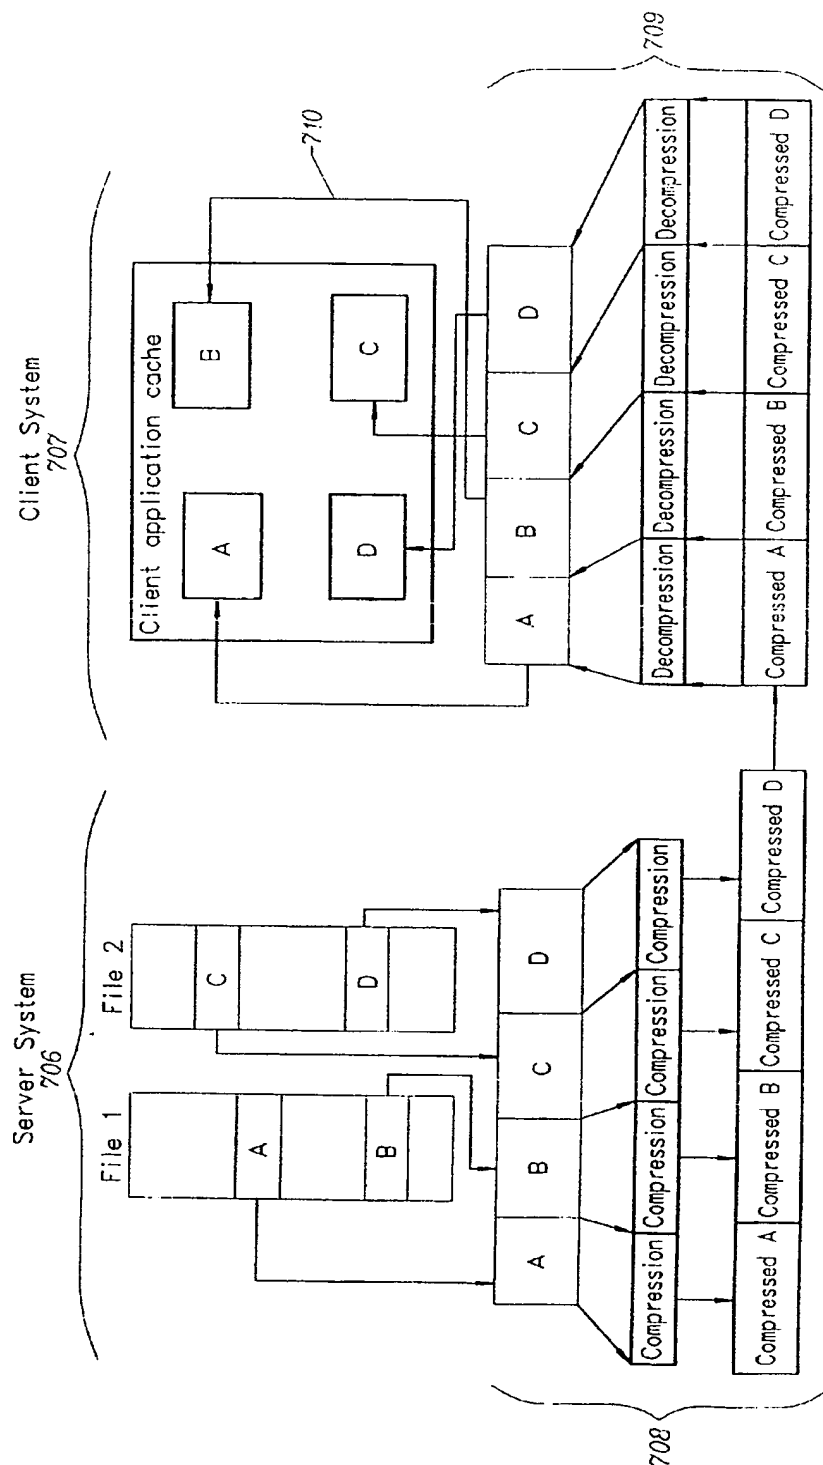 Server System
706
File 1
File 2
A
B
C
D
A
B
C
D
Compression
Compression
Compression
Compression
Compressed A
Compressed B
Compressed C
Compressed D
708
Client System
707
Client application cache
A
B
D
C
710
A
B
C
D
Decompression
Decompression
Decompression
Decompression
Compressed A
Compressed B
Compressed C
Compressed D
709